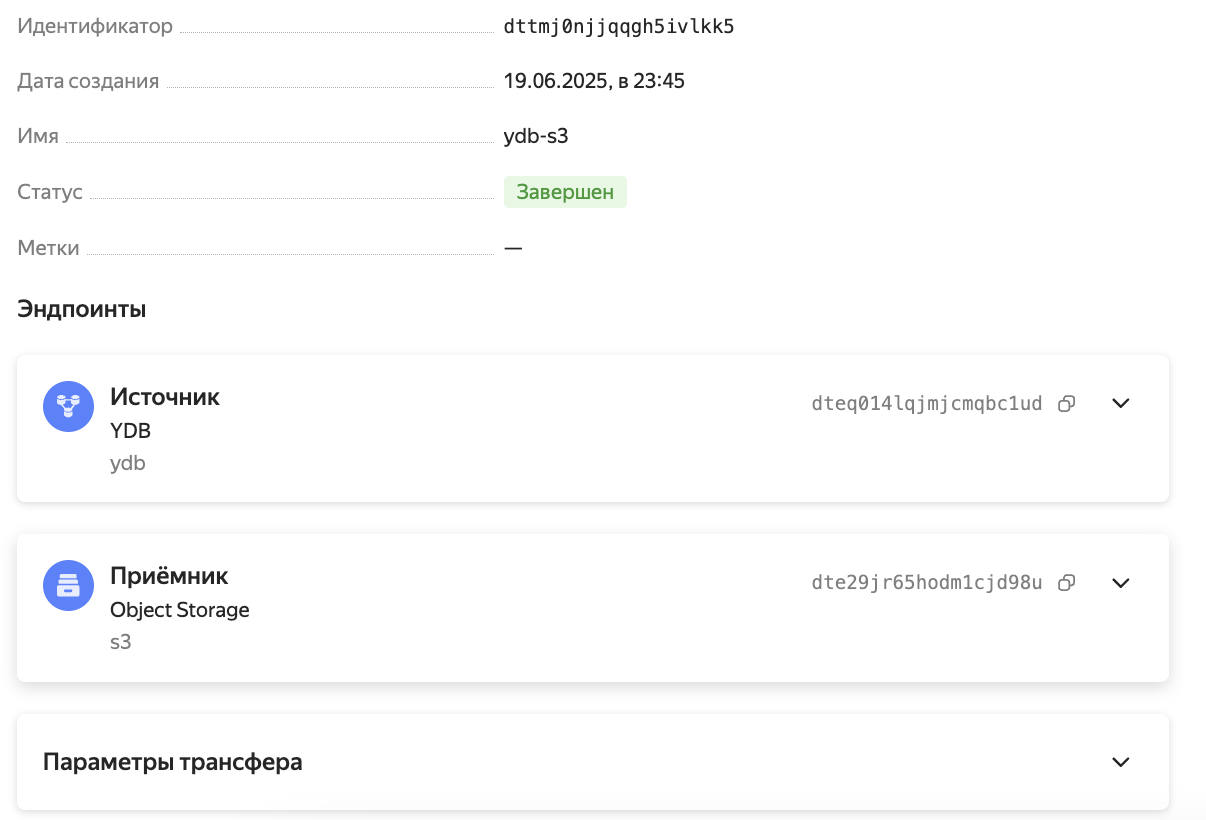 Идентификатор dttmj0njjqqgh5ivlkk5
Дата создания 19.06.2025, в 23:45
Имя ydb-s3
Статус Завершен
Метки —
Эндпоинты
Источник dteq014lqjmjcmqbc1ud
YDB
ydb
Приёмник dte29jr65hodm1cjd98u
Object Storage
s3
Параметры трансфера